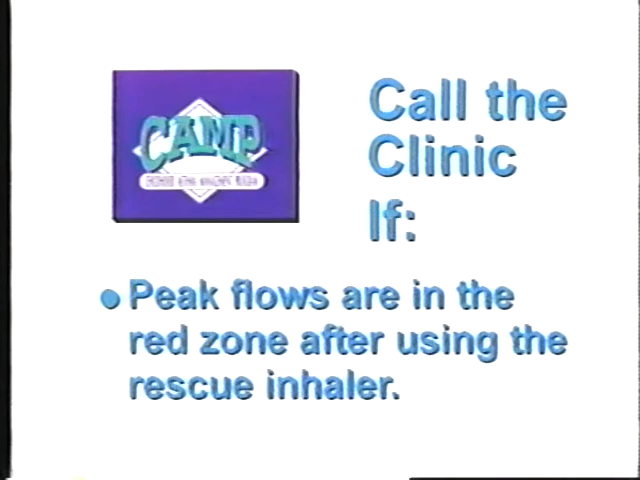 CAMP
Call the
Clinic
If:
● Peak flows are in the
red zone after using the
rescue inhaler.